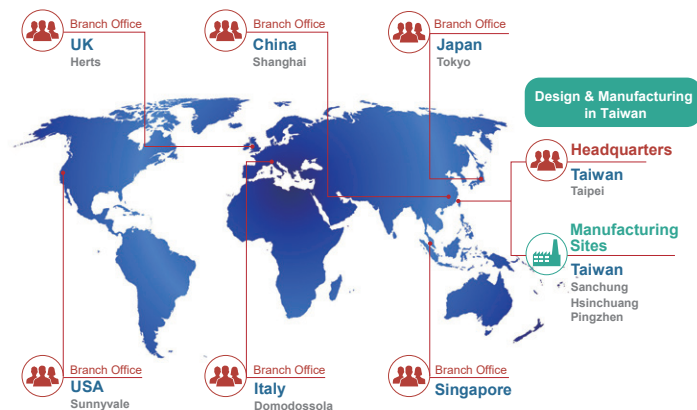 Branch Office
UK
Herts
Branch Office
China
Shanghai
Branch Office
Japan
Tokyo
Design & Manufacturing
in Taiwan
Headquarters
Taiwan
Taipei
Manufacturing
Sites
Taiwan
Sanchung
Hsinchuang
Pingzhen
Branch Office
USA
Sunnyvale
Branch Office
Italy
Domodossola
Branch Office
Singapore